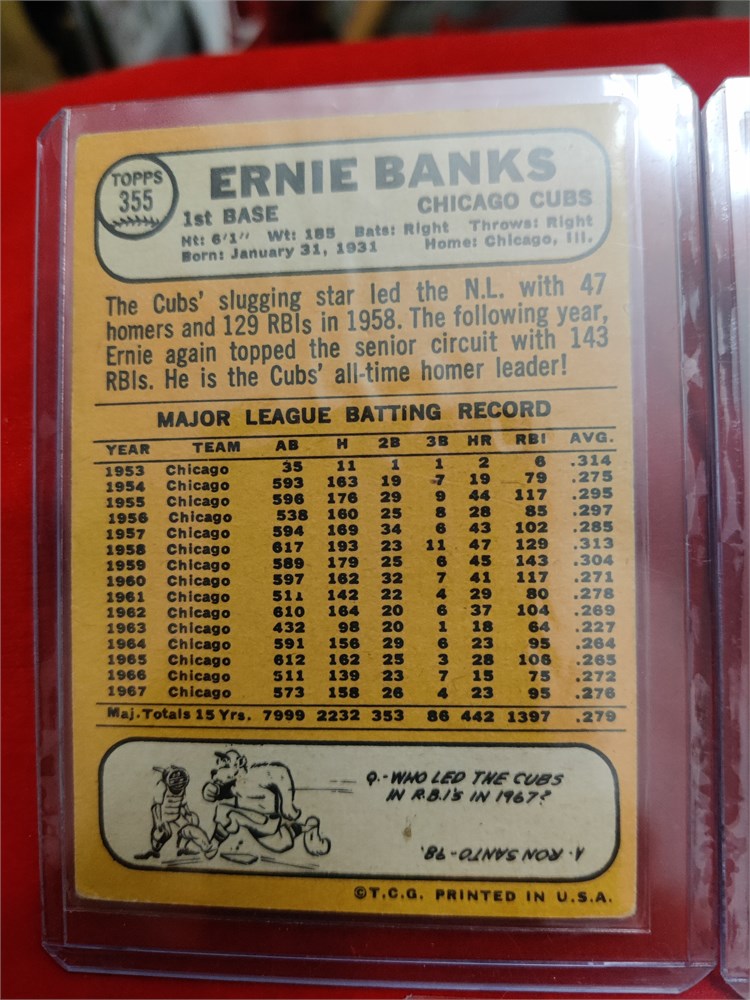 TOPPS
355
ERNIE BANKS
1st BASE CHICAGO CUBS
Ht: 6'1" Wt: 185 Bats: Right Throws: Right
Born: January 31, 1931 Home: Chicago, Ill.
The Cubs' slugging star led the N.L. with 47
homers and 129 RBIs in 1958. The following year,
Ernie again topped the senior circuit with 143
RBIs. He is the Cubs' all-time homer leader!
MAJOR LEAGUE BATTING RECORD
YEAR TEAM AB H 2B 3B HR RBI AVG.
1953 Chicago 35 11 1 1 2 6 .314
1954 Chicago 593 163 19 7 19 79 .275
1955 Chicago 596 176 29 9 44 117 .295
1956 Chicago 538 160 25 8 28 85 .297
1957 Chicago 594 169 34 6 43 102 .285
1958 Chicago 617 193 23 11 47 129 .313
1959 Chicago 589 179 25 6 45 143 .304
1960 Chicago 597 162 32 7 41 117 .271
1961 Chicago 511 142 22 4 29 80 .278
1962 Chicago 610 164 20 6 37 104 .269
1963 Chicago 432 98 20 1 18 64 .227
1964 Chicago 591 156 29 6 23 95 .264
1965 Chicago 612 162 25 3 28 106 .265
1966 Chicago 511 139 23 7 15 75 .272
1967 Chicago 573 158 26 4 23 95 .276
Maj. Totals 15 Yrs. 7999 2232 353 86 442 1397 .279
Q.-WHO LED THE CUBS
IN R.B.I'S IN 1967?
A. RON SANTO-98.
©T.C.G. PRINTED IN U.S.A.